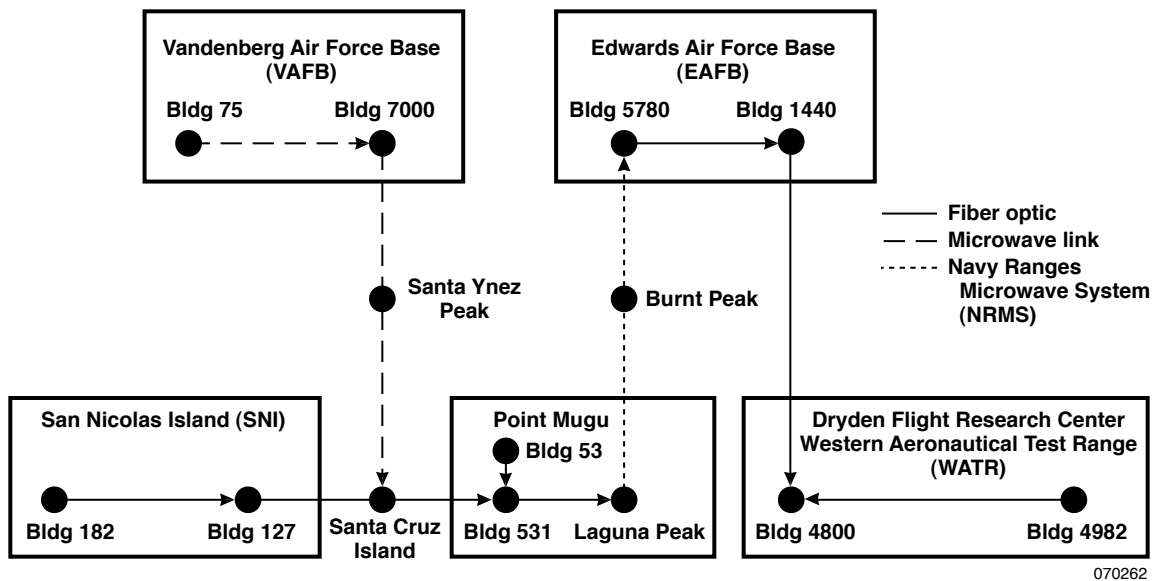 Vandenberg Air Force Base
(VAFB)
Bldg 75
Bldg 7000
Edwards Air Force Base
(EAFB)
Bldg 5780
Bldg 1440
Fiber optic
Microwave link
Navy Ranges
Microwave System
(NRMS)
Santa Ynez
Peak
Burnt Peak
San Nicolas Island (SNI)
Bldg 182
Bldg 127
Santa Cruz
Island
Point Mugu
Bldg 53
Bldg 531
Laguna Peak
Dryden Flight Research Center
Western Aeronautical Test Range
(WATR)
Bldg 4800
Bldg 4982
070262